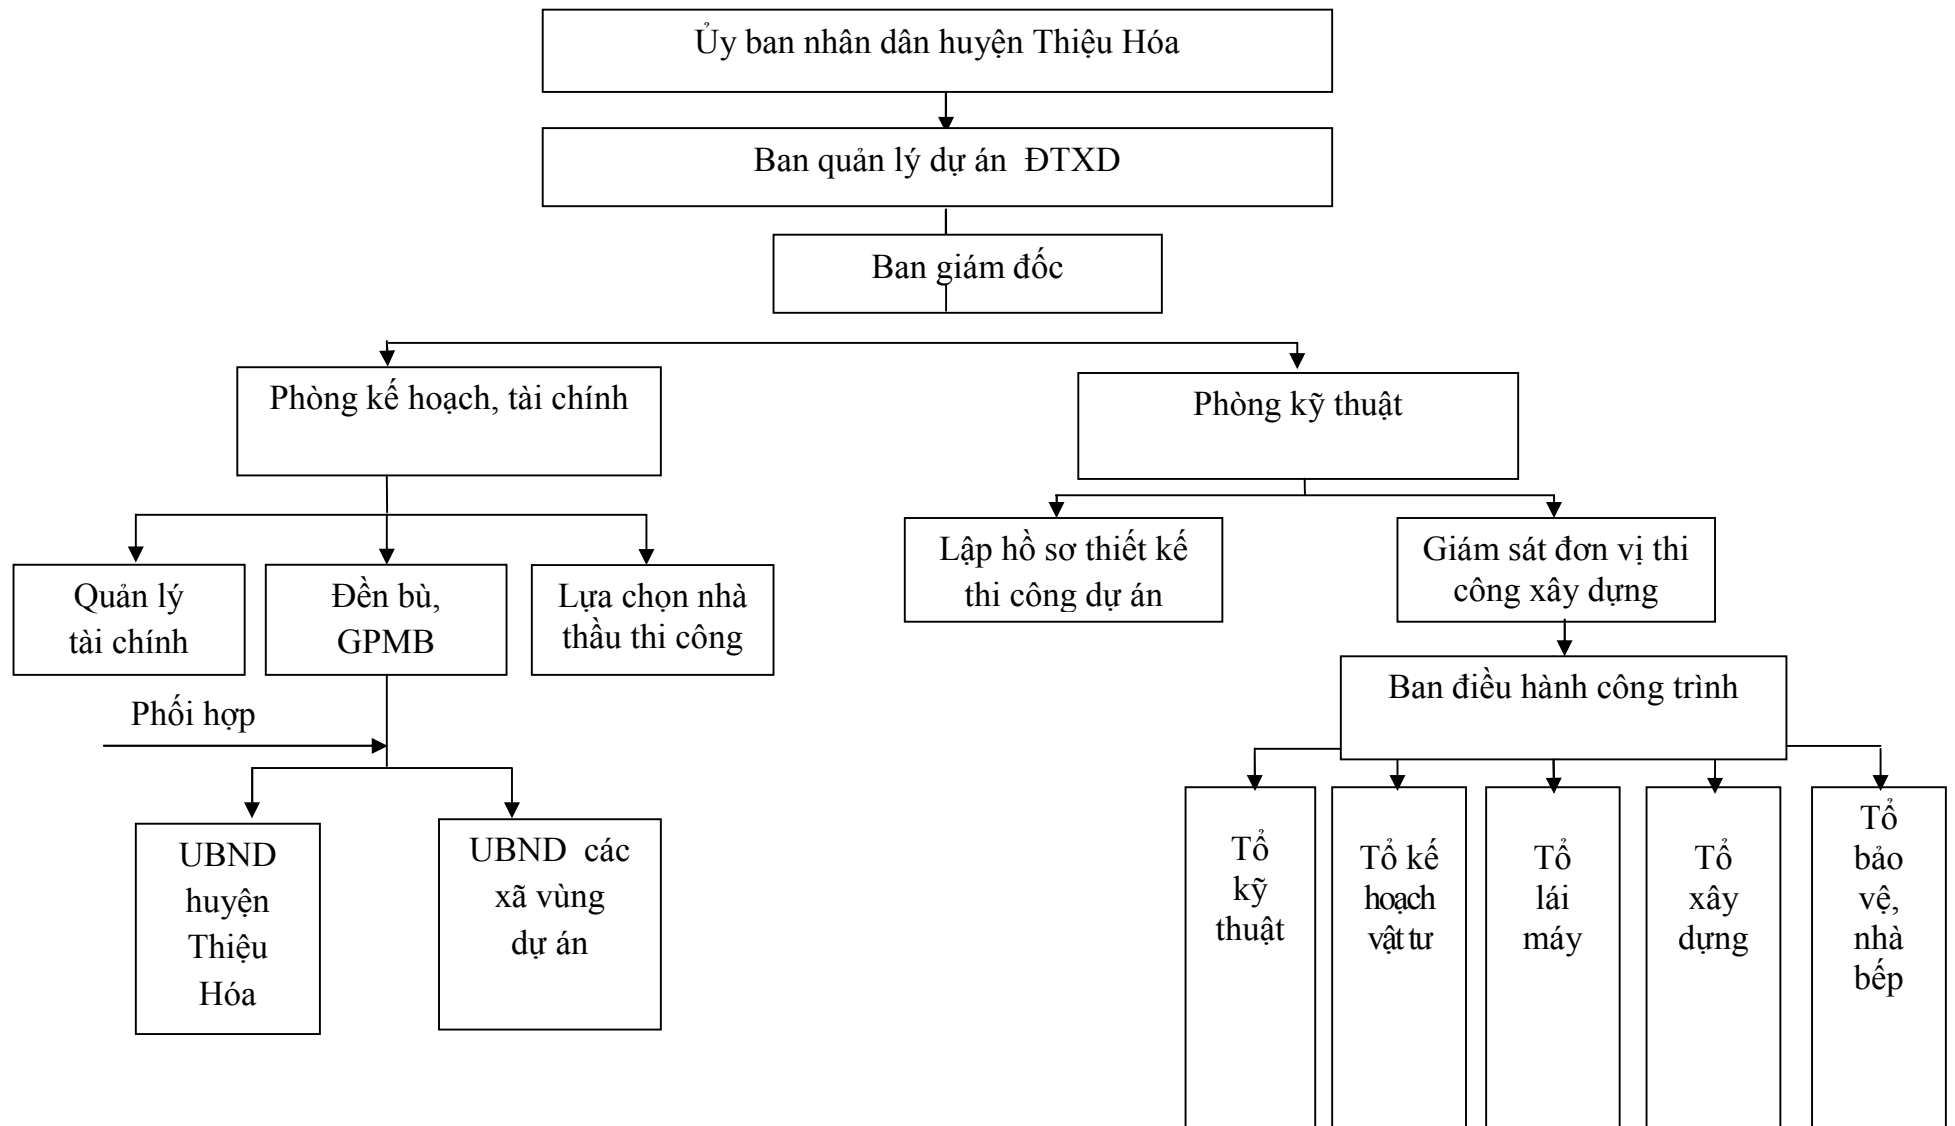 Ủy ban nhân dân huyện Thiệu Hóa
Ban quản lý dự án ĐTXD
Ban giám đốc
Phòng kế hoạch, tài chính
Phòng kỹ thuật
Quản lý
tài chính
Đền bù,
GPMB
Lựa chọn nhà
thầu thi công
Lập hồ sơ thiết kế
thi công dự án
Giám sát đơn vị thi
công xây dựng
Ban điều hành công trình
Phối hợp
UBND
huyện
Thiệu
Hóa
UBND các
xã vùng
dự án
Tổ
kỹ
thuật
Tổ kế
hoạch
vật tư
Tổ
lái
máy
Tổ
xây
dựng
Tổ
bảo
vệ,
nhà
bếp